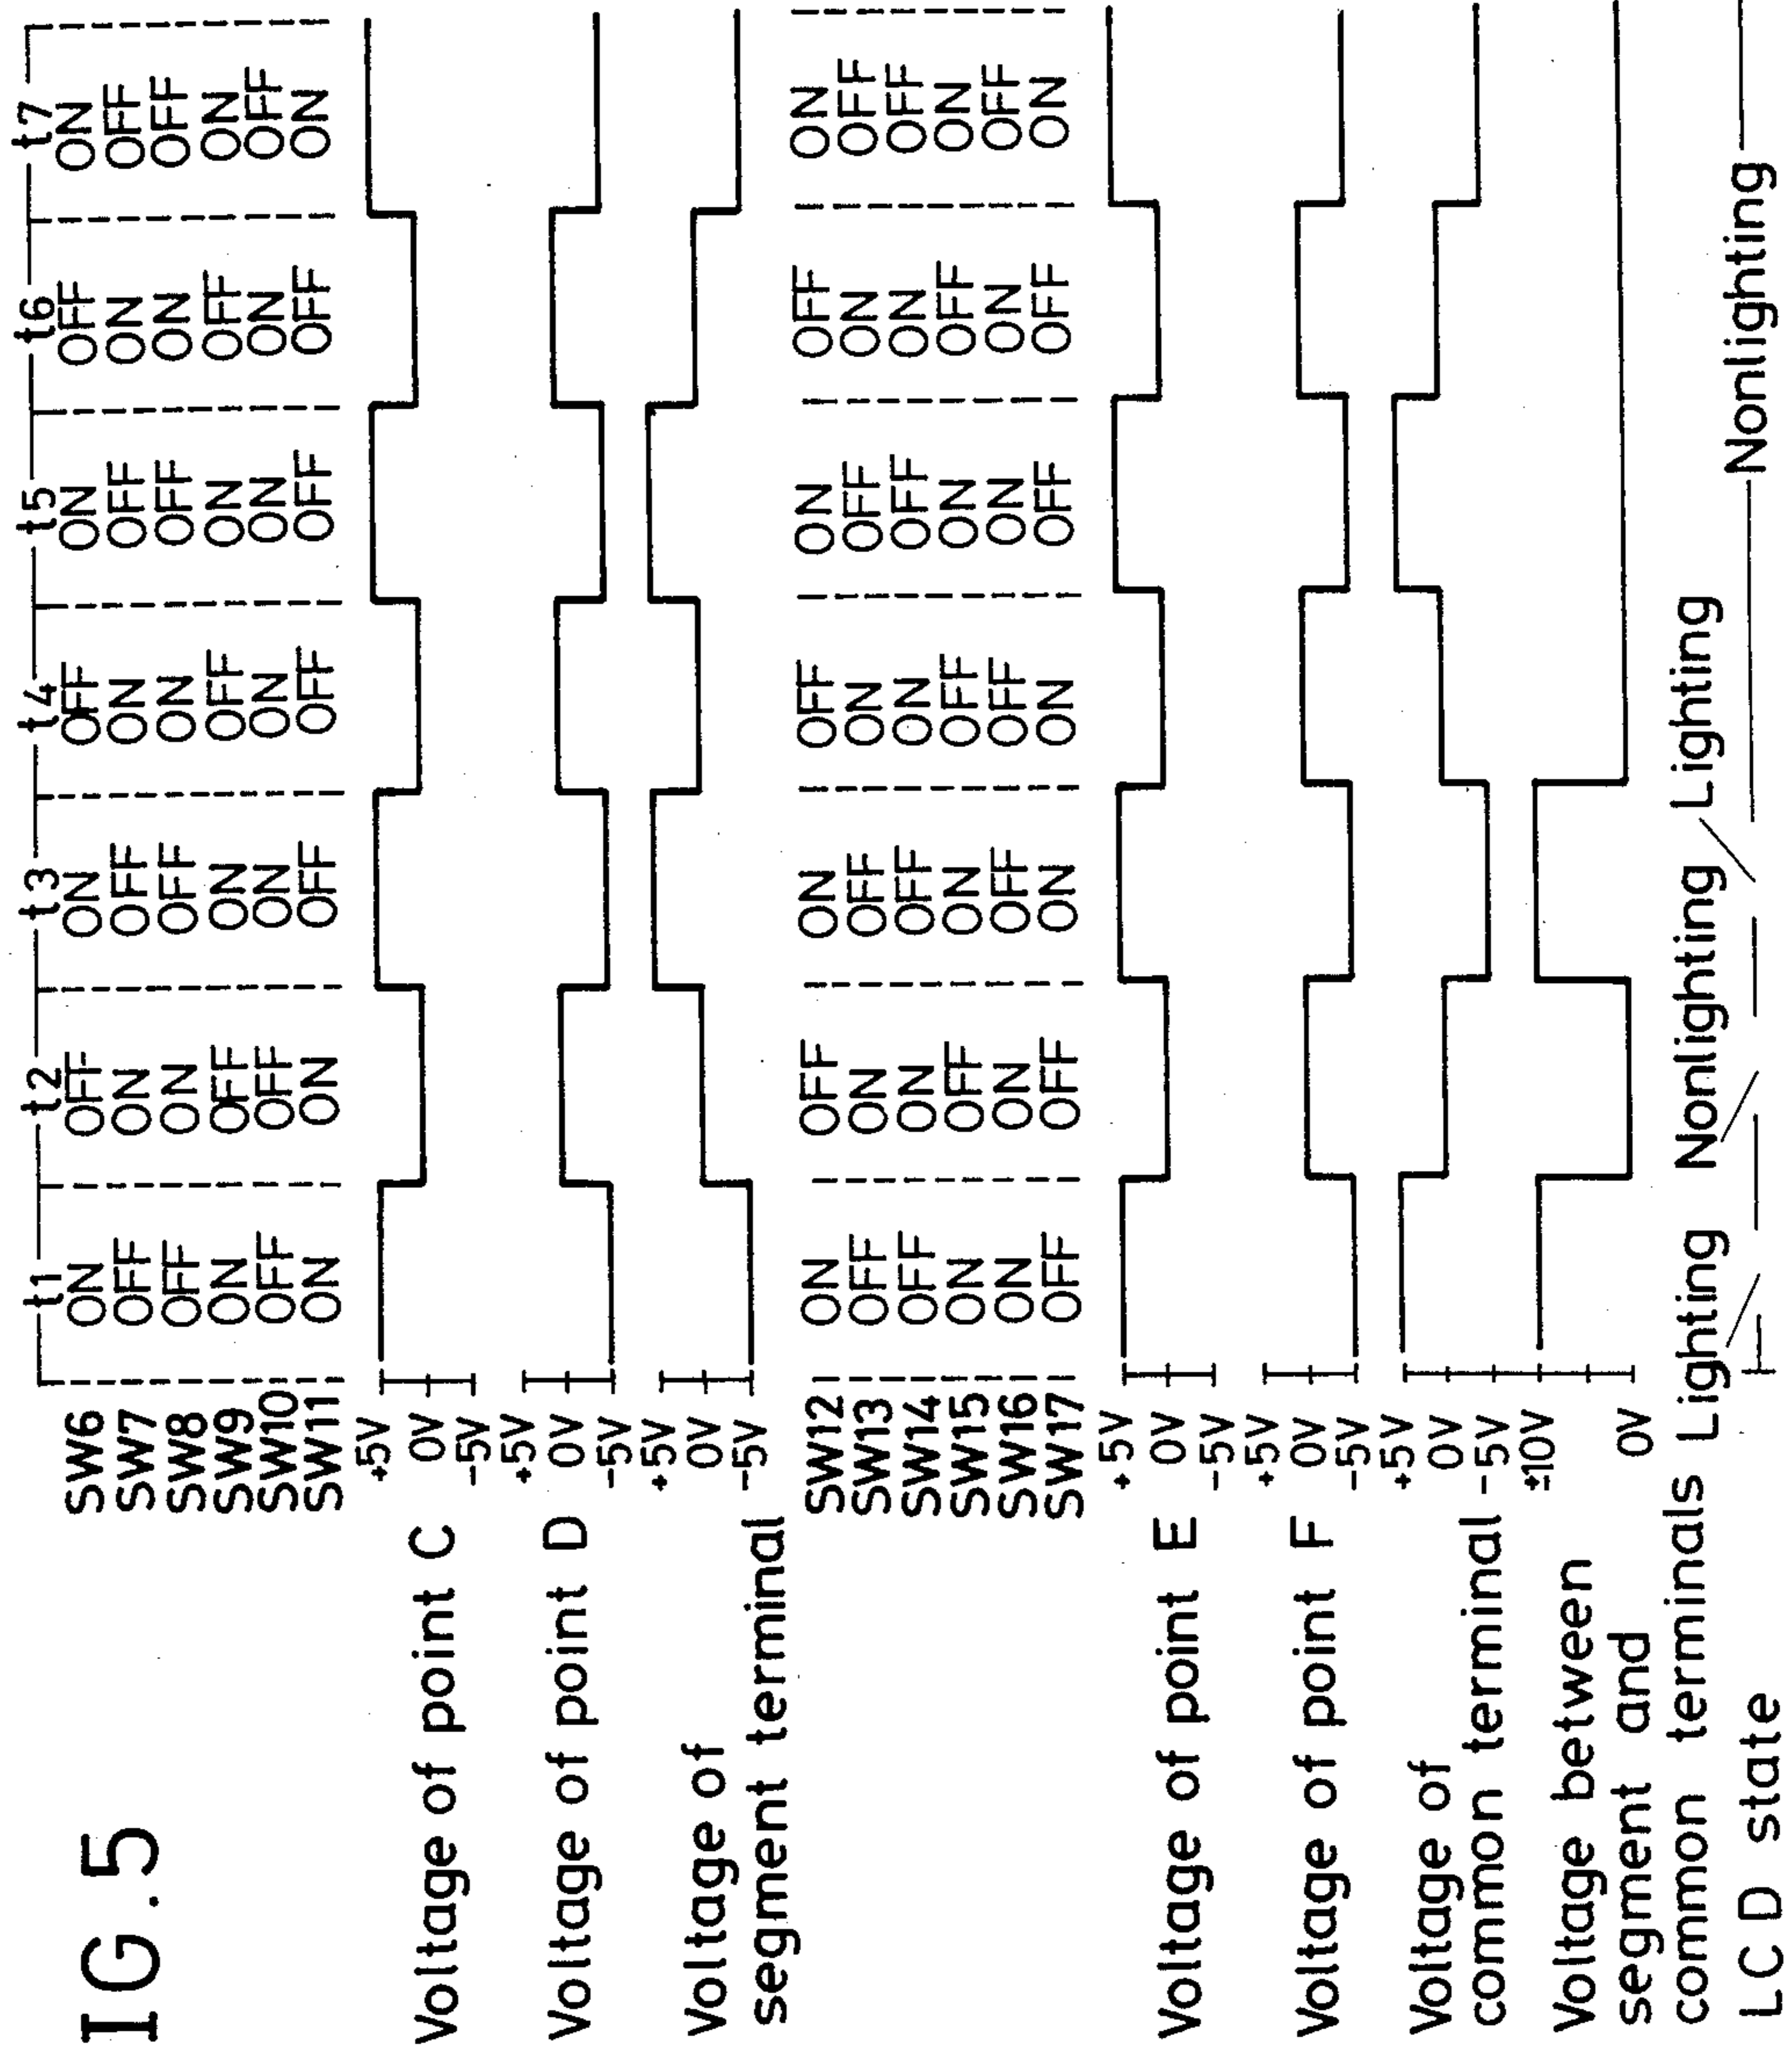 IG.5
t1 t2 t3 t4 t5 t6 t7
SW6 ON OFF ON OFF ON OFF ON
SW7 OFF ON OFF ON OFF ON OFF
SW8 OFF ON OFF ON OFF ON OFF
SW9 ON OFF ON OFF ON OFF ON
SW10 OFF OFF ON ON ON ON OFF
SW11 ON ON OFF OFF OFF OFF ON
+5V
Voltage of point C 0V
-5V
+5V
Voltage of point D 0V
-5V
+5V
Voltage of 0V
segment terminal -5V
SW12 ON OFF ON OFF ON OFF ON
SW13 OFF ON OFF ON OFF ON OFF
SW14 OFF ON OFF ON OFF ON OFF
SW15 ON OFF ON OFF ON OFF ON
SW16 ON ON OFF OFF ON ON OFF
SW17 OFF OFF ON ON OFF OFF ON
+5V
Voltage of point E 0V
-5V
+5V
Voltage of point F 0V
-5V
+5V
Voltage of 0V
common terminal -5V
±10V
Voltage between
segment and 0V
common terminals Lighting Nonlighting Lighting
LCD state Nonlighting